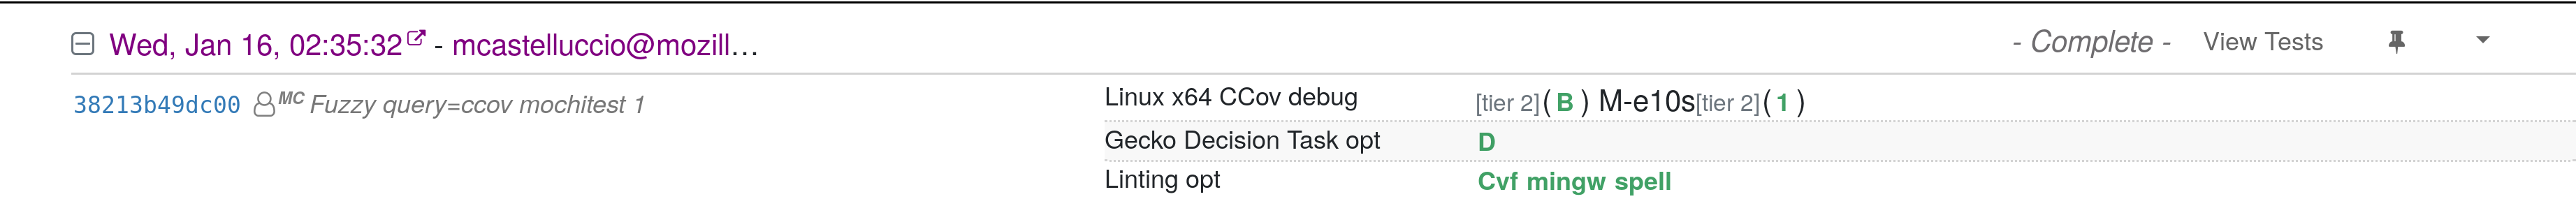 Wed, Jan 16, 02:35:32 - mcastelluccio@mozill… - Complete - View Tests
38213b49dc00 MC Fuzzy query=ccov mochitest 1
Linux x64 CCov debug [tier 2]( B ) M-e10s[tier 2]( 1 )
Gecko Decision Task opt D
Linting opt Cvf mingw spell